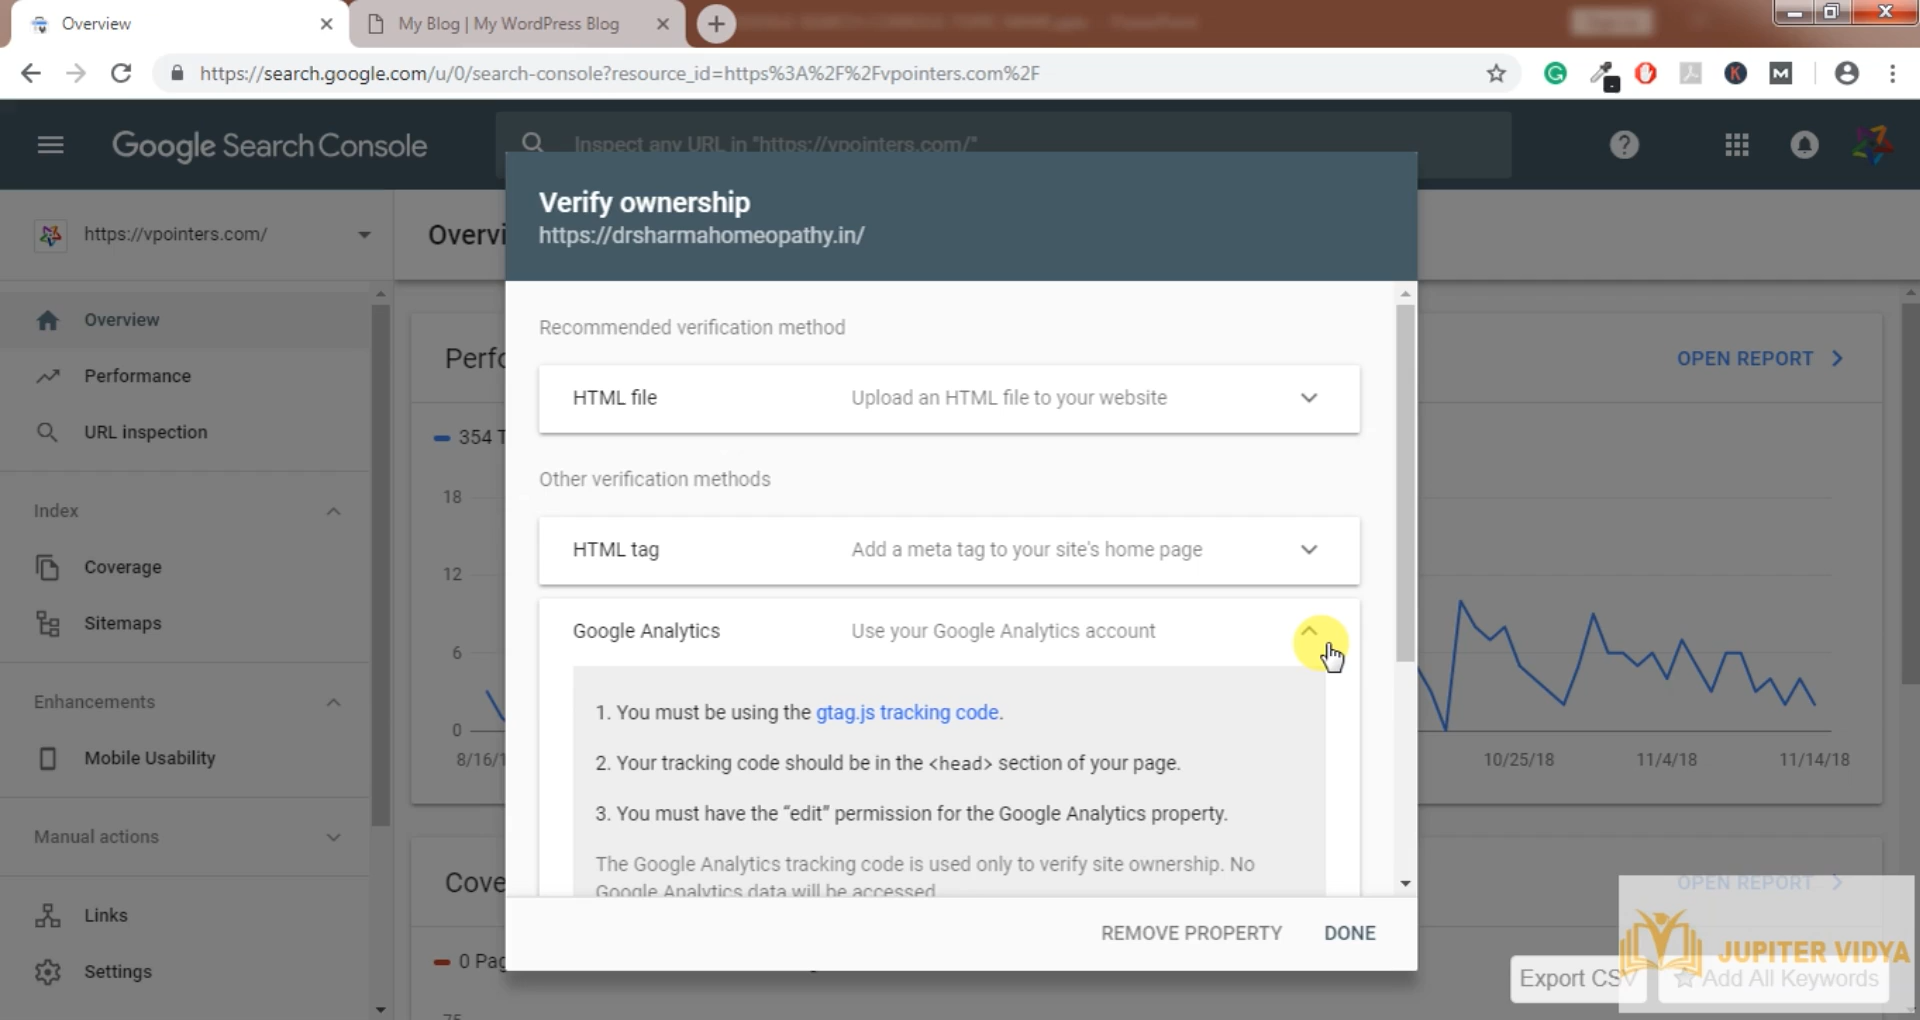 Overview
My Blog | My WordPress Blog
https://search.google.com/u/0/search-console?resource_id=https%3A%2F%2Fvpointers.com%2F
Google Search Console
Inspect any URL in "https://vpointers.com/"
Verify ownership
https://drsharmahomeopathy.in/
https://vpointers.com/
Overvi
Overview
Performance
URL inspection
Index
Coverage
Sitemaps
Enhancements
Mobile Usability
Manual actions
Links
Settings
Perfo
OPEN REPORT
354 T
18
12
6
0
8/16/1
10/25/18
11/4/18
11/14/18
Recommended verification method
HTML file Upload an HTML file to your website
Other verification methods
HTML tag Add a meta tag to your site's home page
Google Analytics Use your Google Analytics account
1. You must be using the gtag.js tracking code.
2. Your tracking code should be in the <head> section of your page.
3. You must have the “edit” permission for the Google Analytics property.
The Google Analytics tracking code is used only to verify site ownership. No
Google Analytics data will be accessed
REMOVE PROPERTY DONE
Cove
OPEN REPORT
0 Pag
75
JUPITER VIDYA
Export CSV
Add All Keywords